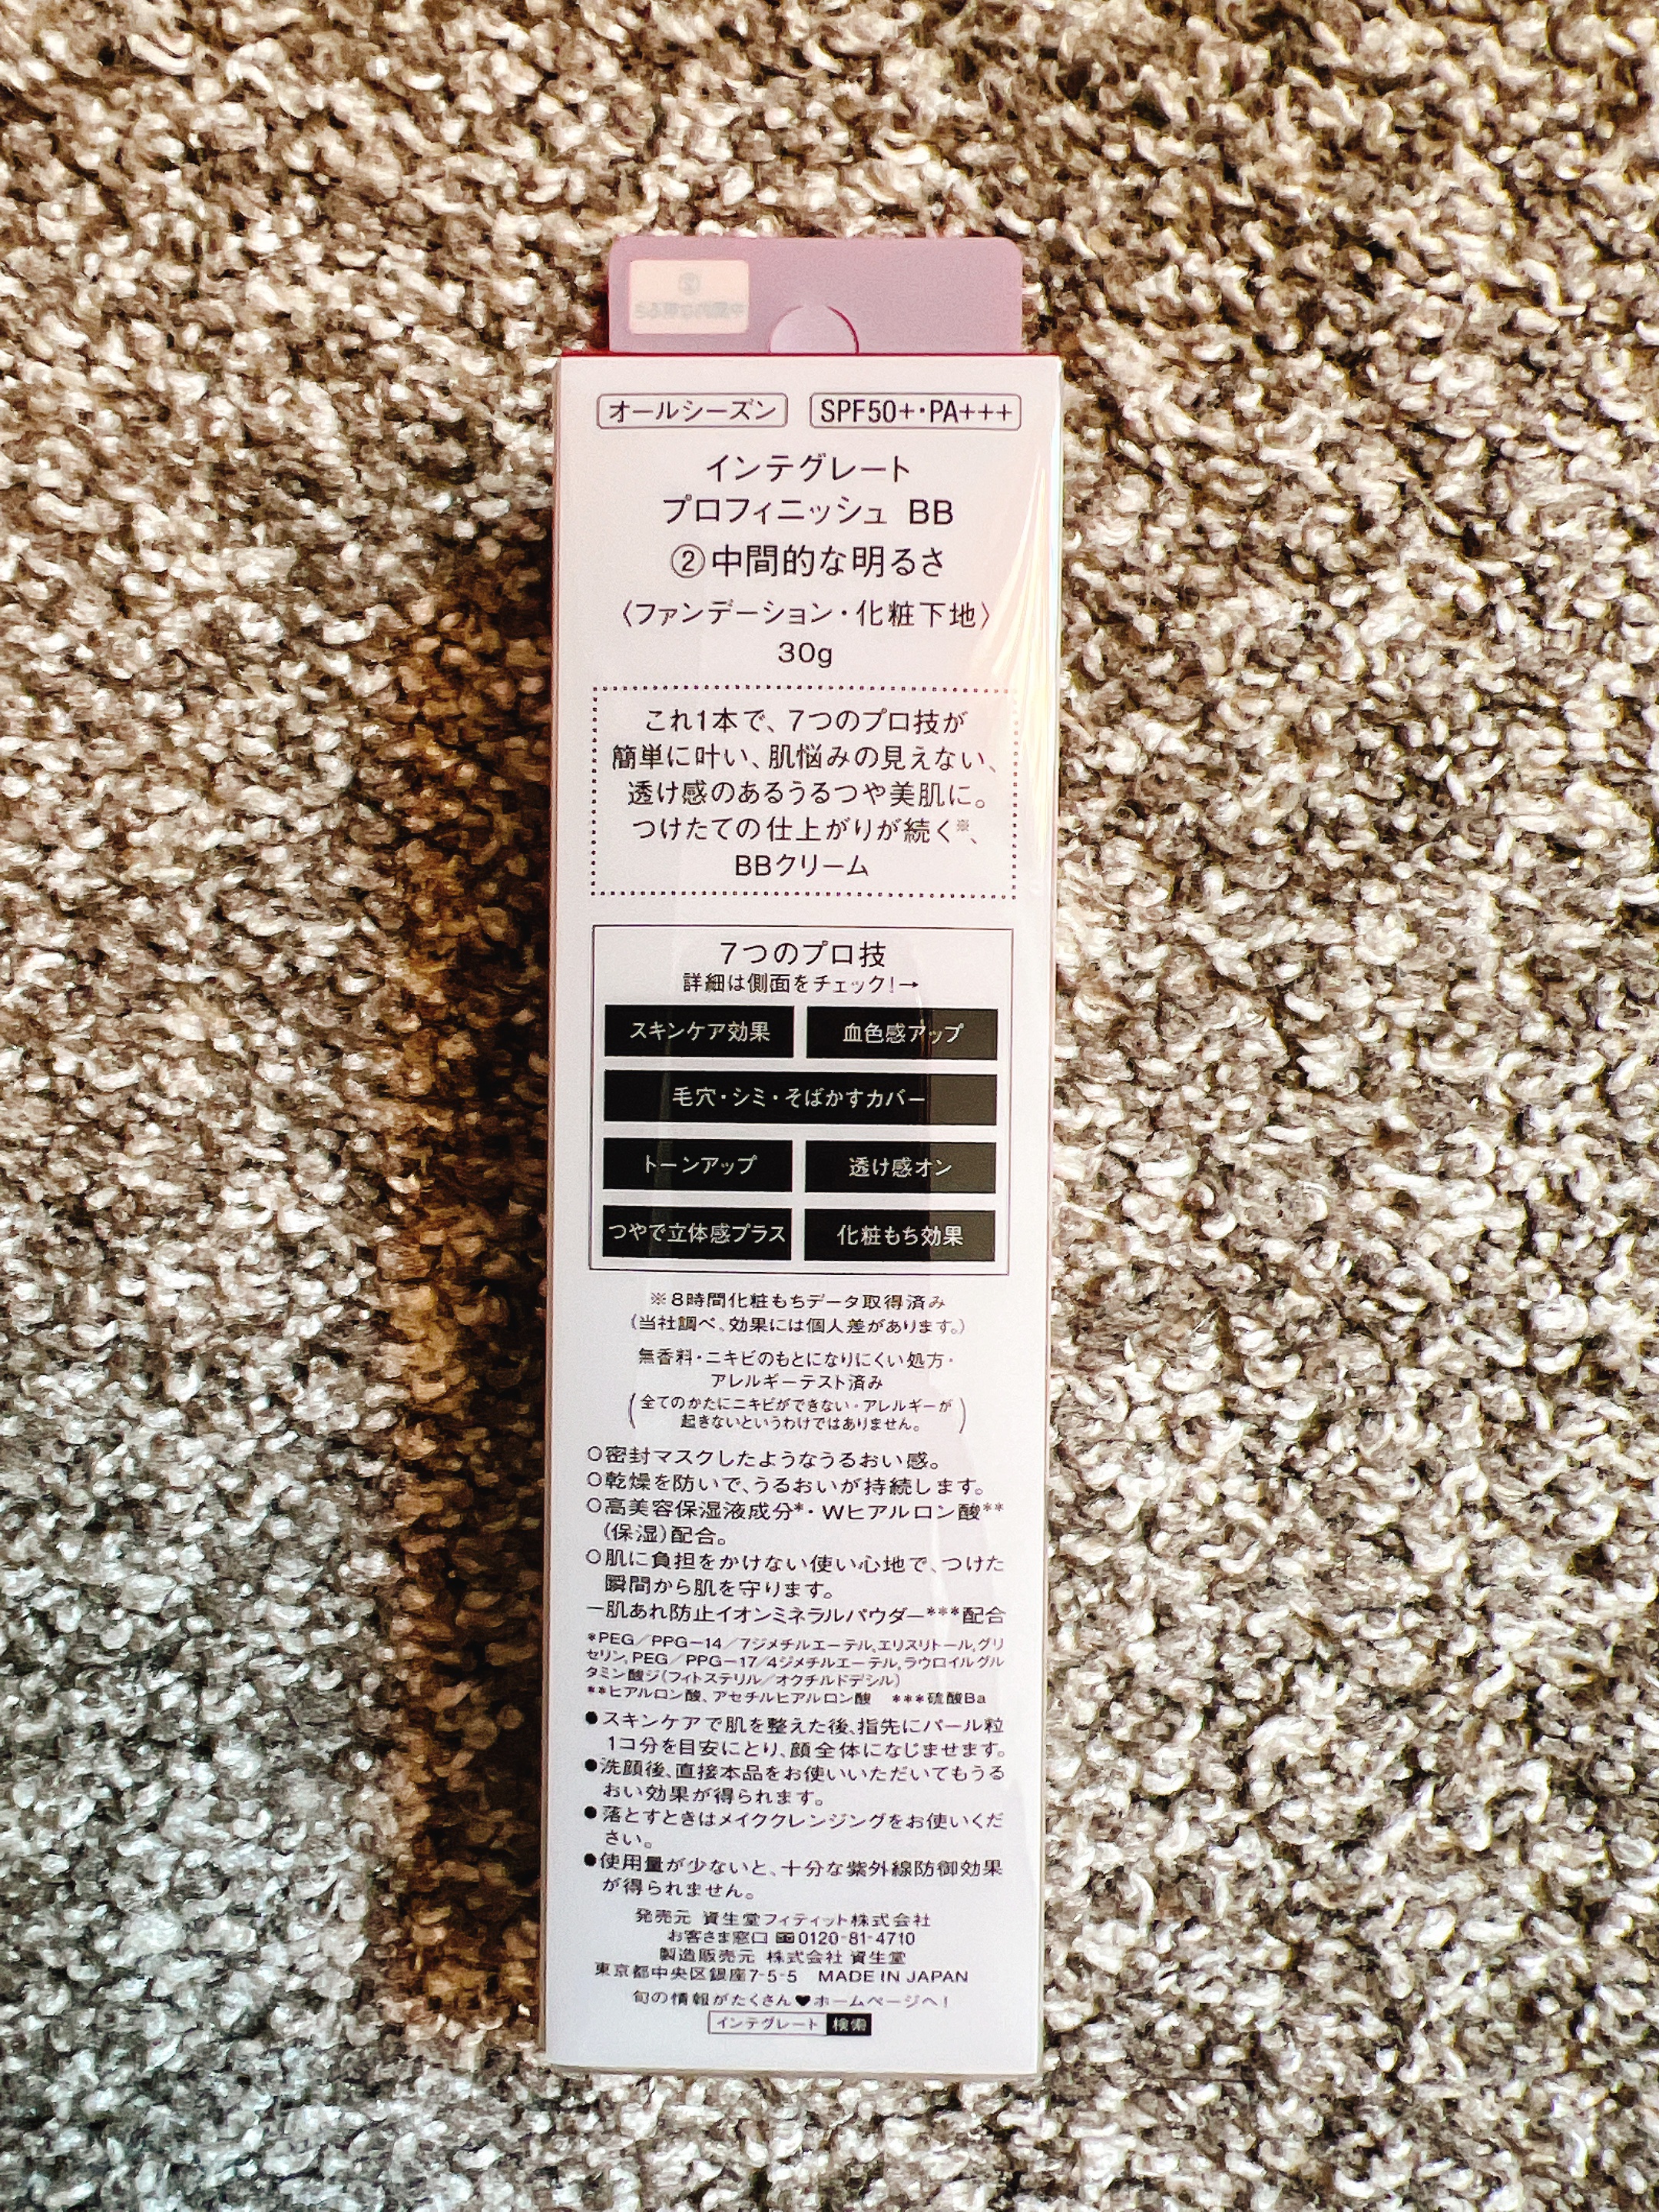 オールシーズン SPF50+・PA+++
インテグレート
プロフィニッシュ BB
②中間的な明るさ
〈ファンデーション・化粧下地〉
30g
これ1本で、7つのプロ技が
簡単に叶い、肌悩みの見えない、
透け感のあるうるつや美肌に。
つけたての仕上がりが続く※、
BBクリーム
7つのプロ技
詳細は側面をチェック!→
スキンケア効果 血色感アップ
毛穴・シミ・そばかすカバー
トーンアップ 透け感オン
つやで立体感プラス 化粧もち効果
※8時間化粧もちデータ取得済み
(当社調べ、効果には個人差があります。)
無香料・ニキビのもとになりにくい処方・
アレルギーテスト済み
(全てのかたにニキビができない・アレルギーが
起きないというわけではありません。)
○密封マスクしたようなうるおい感。
○乾燥を防いで、うるおいが持続します。
○高美容保湿液成分*・Wヒアルロン酸**
(保湿)配合。
○肌に負担をかけない使い心地で、つけた
瞬間から肌を守ります。
ー肌あれ防止イオンミネラルパウダー***配合
*PEG/PPG-14/7ジメチルエーテル,エリスリトール,グリ
セリン,PEG/PPG-17/4ジメチルエーテル,ラウロイルグル
タミン酸ジ(フィトステリル/オクチルドデシル)
**ヒアルロン酸、アセチルヒアルロン酸 ***硫酸Ba
●スキンケアで肌を整えた後、指先にパール粒
1コ分を目安にとり、顔全体になじませます。
●洗顔後、直接本品をお使いいただいてもうる
おい効果が得られます。
●落とすときはメイククレンジングをお使いくだ
さい。
●使用量が少ないと、十分な紫外線防御効果
が得られません。
発売元 資生堂フィティット株式会社
お客さま窓口 0120-81-4710
製造販売元 株式会社 資生堂
東京都中央区銀座7-5-5 MADE IN JAPAN
旬の情報がたくさん♥ホームページへ!
インテグレート 検索